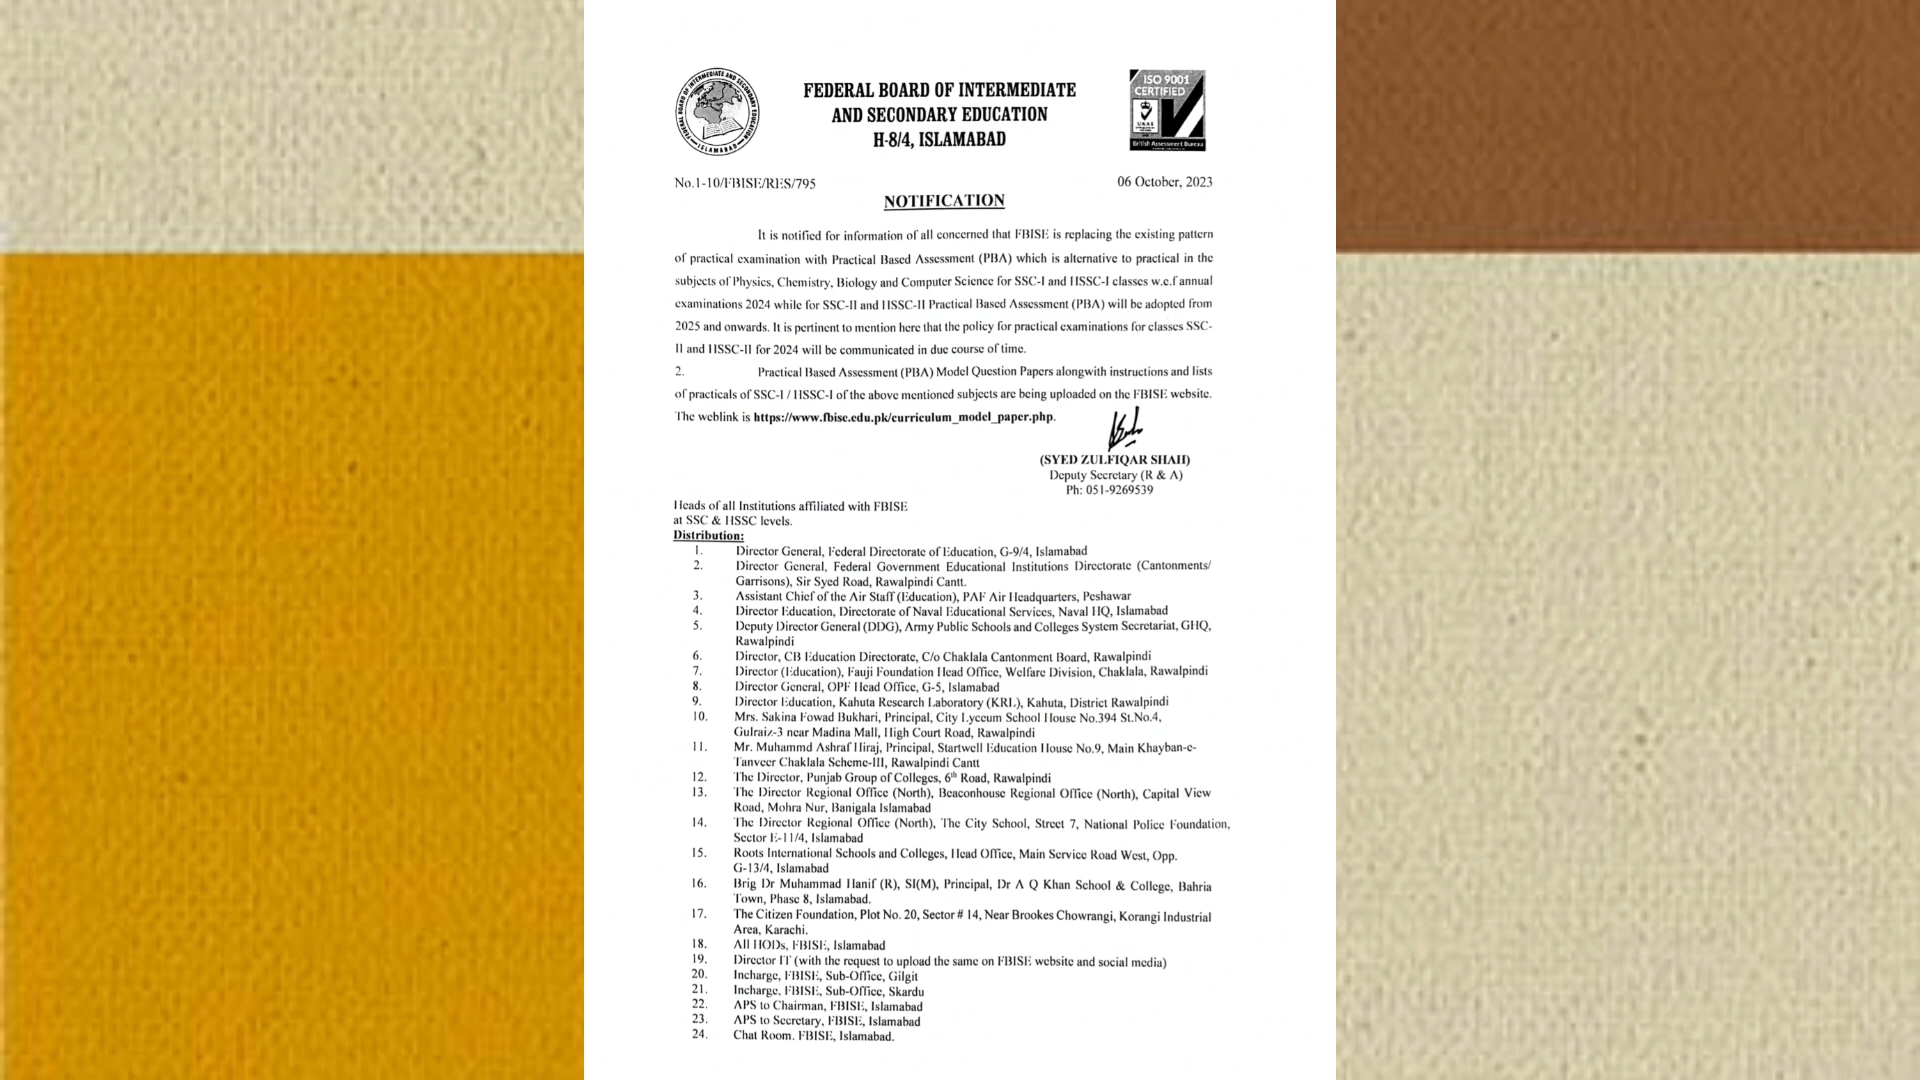 FEDERAL BOARD OF INTERMEDIATE
AND SECONDARY EDUCATION
H-8/4, ISLAMABAD
FEDERAL BOARD OF INTERMEDIATE AND SECONDARY EDUCATION
ISLAMABAD
ISO 9001
CERTIFIED
UKAS
British Assessment Bureau
No.1-10/FBISE/RES/795
06 October, 2023
NOTIFICATION
It is notified for information of all concerned that FBISE is replacing the existing pattern
of practical examination with Practical Based Assessment (PBA) which is alternative to practical in the
subjects of Physics, Chemistry, Biology and Computer Science for SSC-I and HSSC-I classes w.e.f annual
examinations 2024 while for SSC-II and HSSC-II Practical Based Assessment (PBA) will be adopted from
2025 and onwards. It is pertinent to mention here that the policy for practical examinations for classes SSC-
II and HSSC-II for 2024 will be communicated in due course of time.
2. Practical Based Assessment (PBA) Model Question Papers alongwith instructions and lists
of practicals of SSC-I / HSSC-I of the above mentioned subjects are being uploaded on the FBISE website.
The weblink is https://www.fbise.edu.pk/curriculum_model_paper.php.
(SYED ZULFIQAR SHAH)
Deputy Secretary (R & A)
Ph: 051-9269539
Heads of all Institutions affiliated with FBISE
at SSC & HSSC levels.
Distribution:
1. Director General, Federal Directorate of Education, G-9/4, Islamabad
2. Director General, Federal Government Educational Institutions Directorate (Cantonments/
Garrisons), Sir Syed Road, Rawalpindi Cantt.
3. Assistant Chief of the Air Staff (Education), PAF Air Headquarters, Peshawar
4. Director Education, Directorate of Naval Educational Services, Naval HQ, Islamabad
5. Deputy Director General (DDG), Army Public Schools and Colleges System Secretariat, GHQ,
Rawalpindi
6. Director, CB Education Directorate, C/o Chaklala Cantonment Board, Rawalpindi
7. Director (Education), Fauji Foundation Head Office, Welfare Division, Chaklala, Rawalpindi
8. Director General, OPF Head Office, G-5, Islamabad
9. Director Education, Kahuta Research Laboratory (KRL), Kahuta, District Rawalpindi
10. Mrs. Sakina Fowad Bukhari, Principal, City Lyceum School House No.394 St.No.4,
Gulraiz-3 near Madina Mall, High Court Road, Rawalpindi
11. Mr. Muhammd Ashraf Hiraj, Principal, Startwell Education House No.9, Main Khayban-e-
Tanveer Chaklala Scheme-III, Rawalpindi Cantt
12. The Director, Punjab Group of Colleges, 6th Road, Rawalpindi
13. The Director Regional Office (North), Beaconhouse Regional Office (North), Capital View
Road, Mohra Nur, Banigala Islamabad
14. The Director Regional Office (North), The City School, Street 7, National Police Foundation,
Sector E-11/4, Islamabad
15. Roots International Schools and Colleges, Head Office, Main Service Road West, Opp.
G-13/4, Islamabad
16. Brig Dr Muhammad Hanif (R), SI(M), Principal, Dr A Q Khan School & College, Bahria
Town, Phase 8, Islamabad.
17. The Citizen Foundation, Plot No. 20, Sector # 14, Near Brookes Chowrangi, Korangi Industrial
Area, Karachi.
18. All HODs, FBISE, Islamabad
19. Director IT (with the request to upload the same on FBISE website and social media)
20. Incharge, FBISE, Sub-Office, Gilgit
21. Incharge, FBISE, Sub-Office, Skardu
22. APS to Chairman, FBISE, Islamabad
23. APS to Secretary, FBISE, Islamabad
24. Chat Room. FBISE, Islamabad.